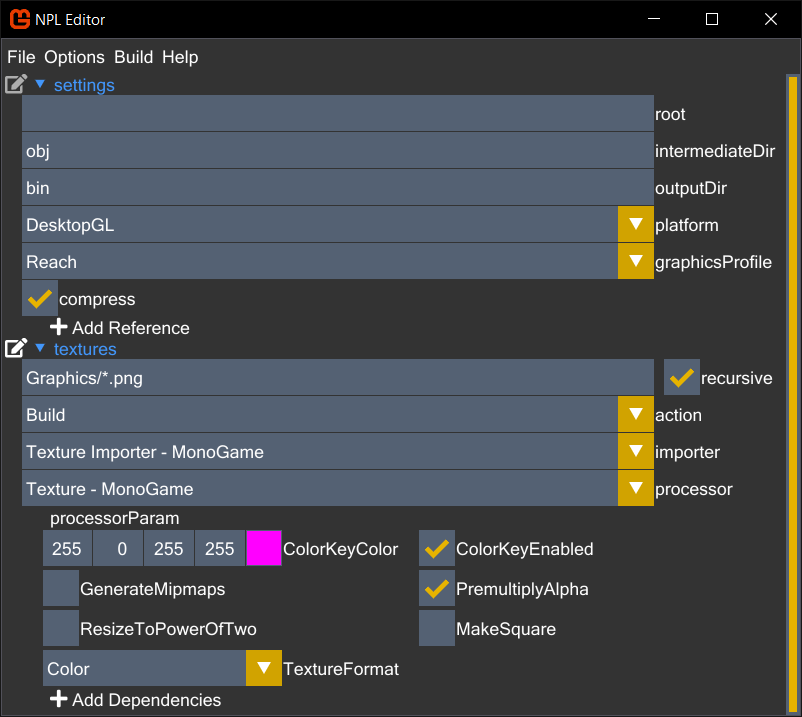 NPL Editor
File Options Build Help
settings
root
obj intermediateDir
bin outputDir
DesktopGL platform
Reach graphicsProfile
compress
Add Reference
textures
Graphics/*.png recursive
Build action
Texture Importer - MonoGame importer
Texture - MonoGame processor
processorParam
255 0 255 255 ColorKeyColor ColorKeyEnabled
GenerateMipmaps PremultiplyAlpha
ResizeToPowerOfTwo MakeSquare
Color TextureFormat
Add Dependencies